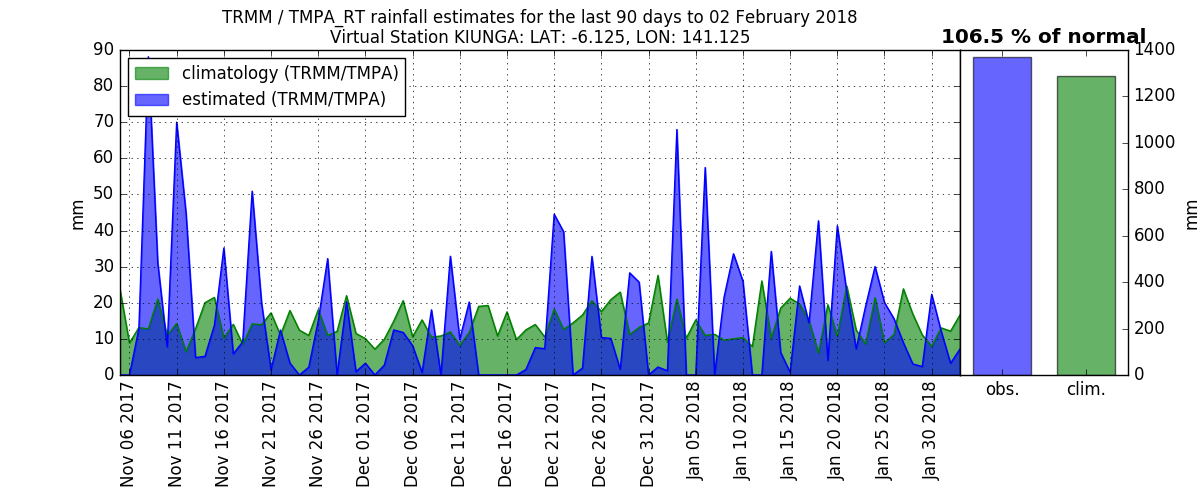 TRMM / TMPA_RT rainfall estimates for the last 90 days to 02 February 2018
Virtual Station KIUNGA: LAT: -6.125, LON: 141.125
106.5 % of normal
climatology (TRMM/TMPA)
estimated (TRMM/TMPA)
mm
90
80
70
60
50
40
30
20
10
0
Nov 06 2017
Nov 11 2017
Nov 16 2017
Nov 21 2017
Nov 26 2017
Dec 01 2017
Dec 06 2017
Dec 11 2017
Dec 16 2017
Dec 21 2017
Dec 26 2017
Dec 31 2017
Jan 05 2018
Jan 10 2018
Jan 15 2018
Jan 20 2018
Jan 25 2018
Jan 30 2018
obs.
clim.
1400
1200
1000
800
600
400
200
0
mm